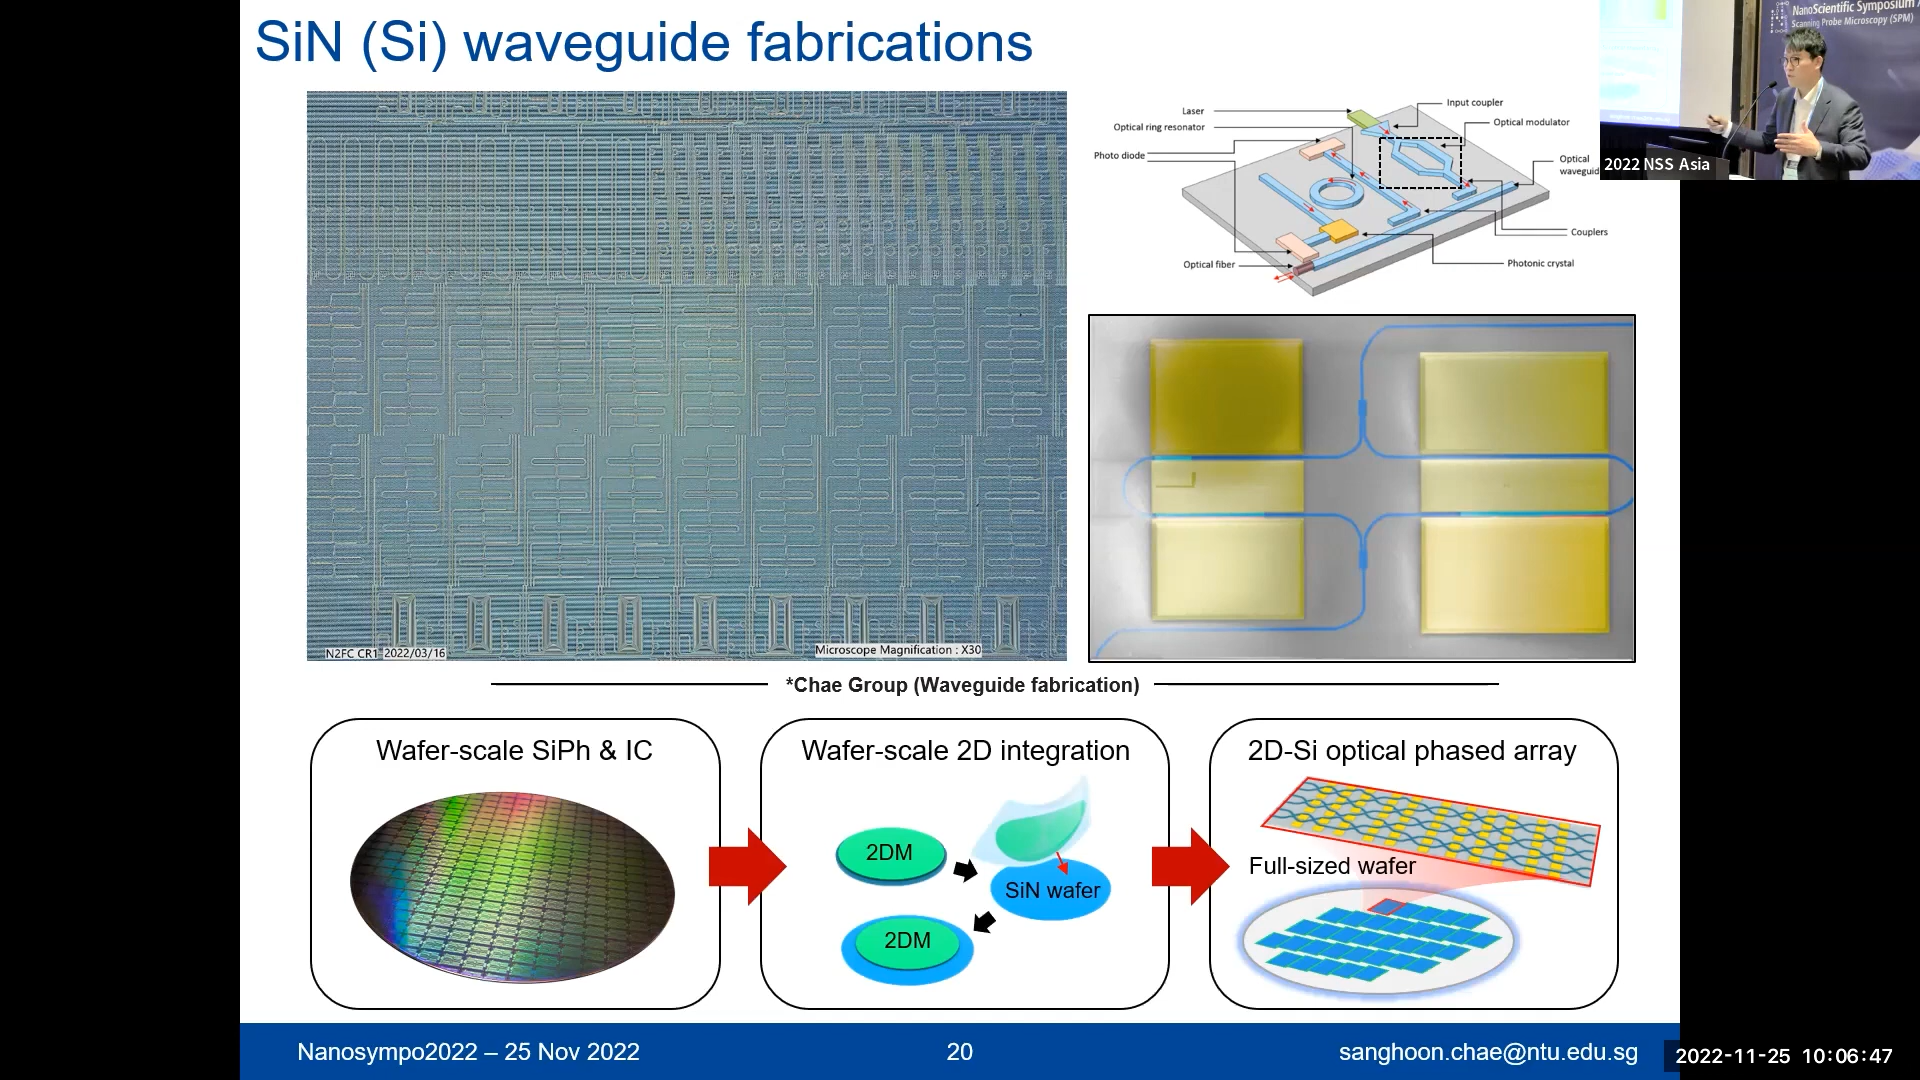 SiN (Si) waveguide fabrications
NanoScientific Symposium
Scanning Probe Microscopy (SPM)
2022 NSS Asia
Laser
Input coupler
Optical ring resonator
Optical modulator
Photo diode
Optical
waveguid
Couplers
Optical fiber
Photonic crystal
N2FC CR1 2022/03/16
Microscope Magnification : X30
*Chae Group (Waveguide fabrication)
Wafer-scale SiPh & IC
Wafer-scale 2D integration
2DM
SiN wafer
2DM
2D-Si optical phased array
Full-sized wafer
Nanosympo2022 – 25 Nov 2022
20
sanghoon.chae@ntu.edu.sg
2022-11-25 10:06:47